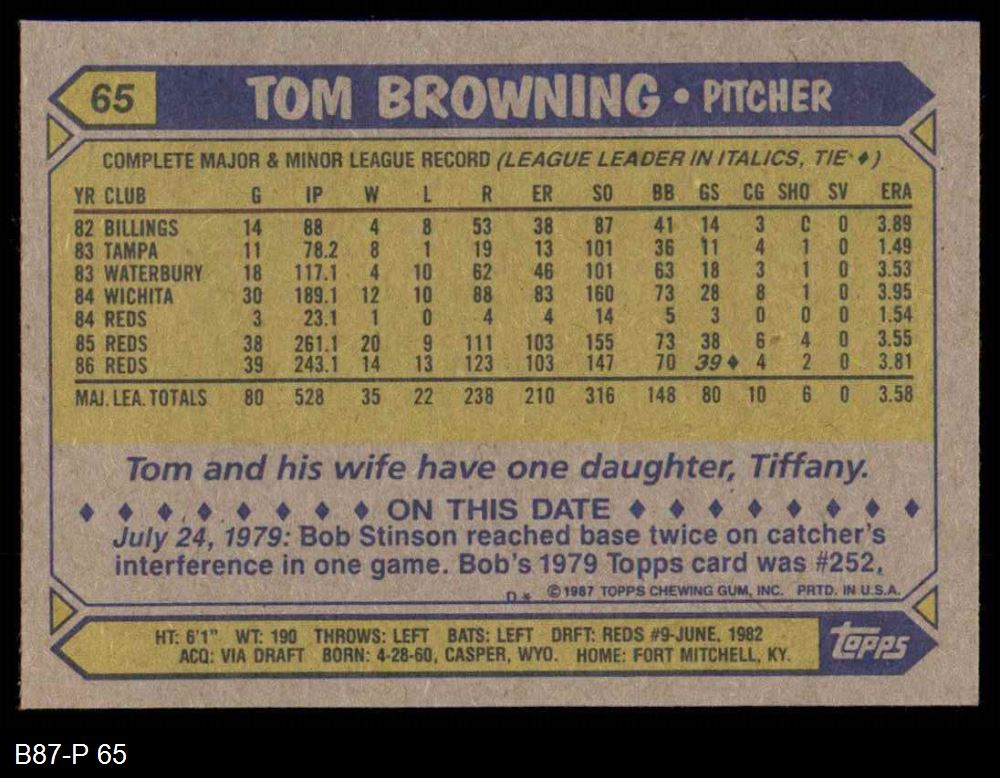 65 TOM BROWNING • PITCHER
COMPLETE MAJOR & MINOR LEAGUE RECORD (LEAGUE LEADER IN ITALICS, TIE ♦)
YR CLUB G IP W L R ER SO BB GS CG SHO SV ERA
82 BILLINGS 14 88 4 8 53 38 87 41 14 3 0 0 3.89
83 TAMPA 11 78.2 8 1 19 13 101 36 11 4 1 0 1.49
83 WATERBURY 18 117.1 4 10 62 46 101 63 18 3 1 0 3.53
84 WICHITA 30 189.1 12 10 88 83 160 73 28 8 1 0 3.95
84 REDS 3 23.1 1 0 4 4 14 5 3 0 0 0 1.54
85 REDS 38 261.1 20 9 111 103 155 73 38 6 4 0 3.55
86 REDS 39 243.1 14 13 123 103 147 70 39♦ 4 2 0 3.81
MAJ. LEA. TOTALS 80 528 35 22 238 210 316 148 80 10 6 0 3.58
Tom and his wife have one daughter, Tiffany.
♦ ♦ ♦ ♦ ♦ ♦ ♦ ♦ ON THIS DATE ♦ ♦ ♦ ♦ ♦ ♦ ♦ ♦
July 24, 1979: Bob Stinson reached base twice on catcher's
interference in one game. Bob's 1979 Topps card was #252.
D* ©1987 TOPPS CHEWING GUM, INC. PRTD. IN U.S.A.
HT: 6'1" WT: 190 THROWS: LEFT BATS: LEFT DRFT: REDS #9-JUNE, 1982
ACQ: VIA DRAFT BORN: 4-28-60, CASPER, WYO. HOME: FORT MITCHELL, KY.
topps
B87-P 65